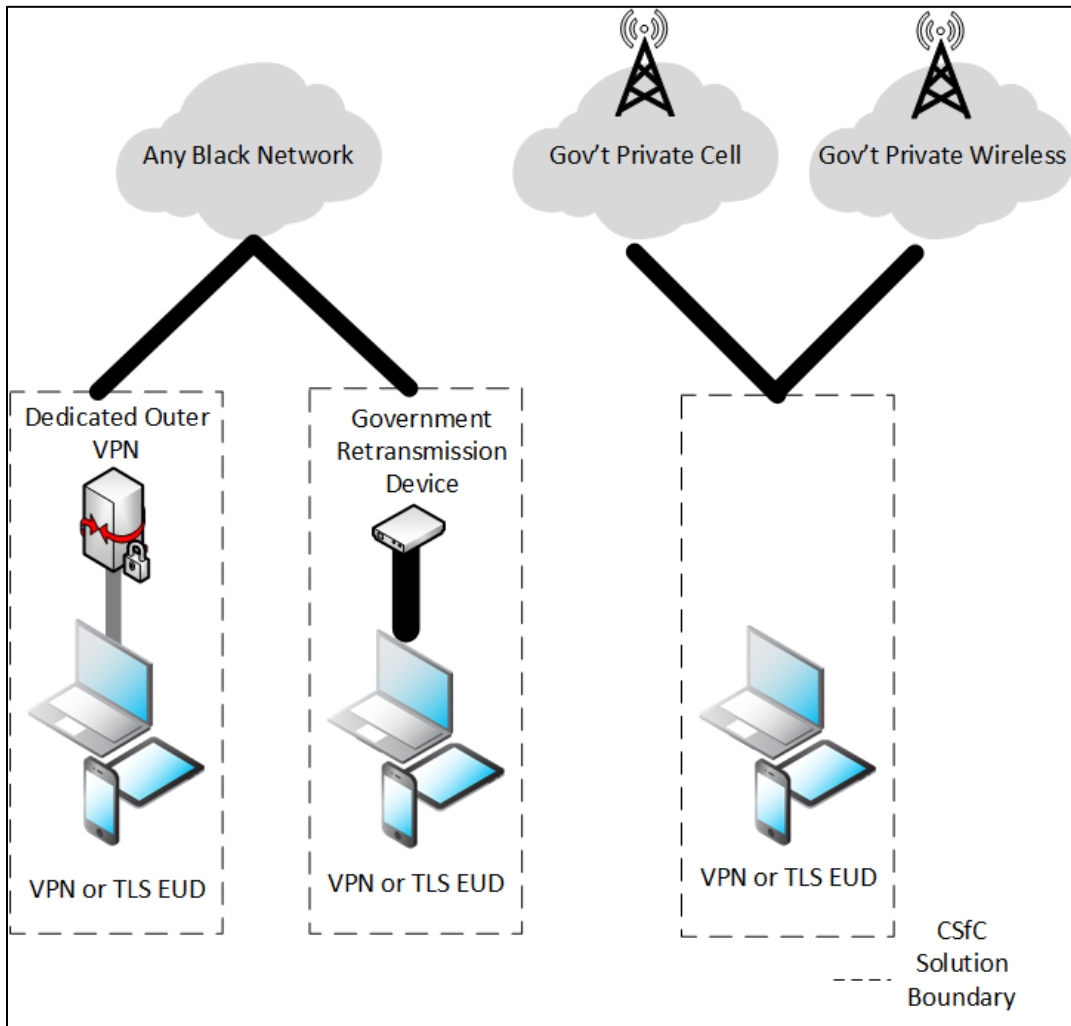 Any Black Network
Gov't Private Cell
Gov't Private Wireless
Dedicated Outer
VPN
Government
Retransmission
Device
VPN or TLS EUD
VPN or TLS EUD
VPN or TLS EUD
CSfC
Solution
Boundary